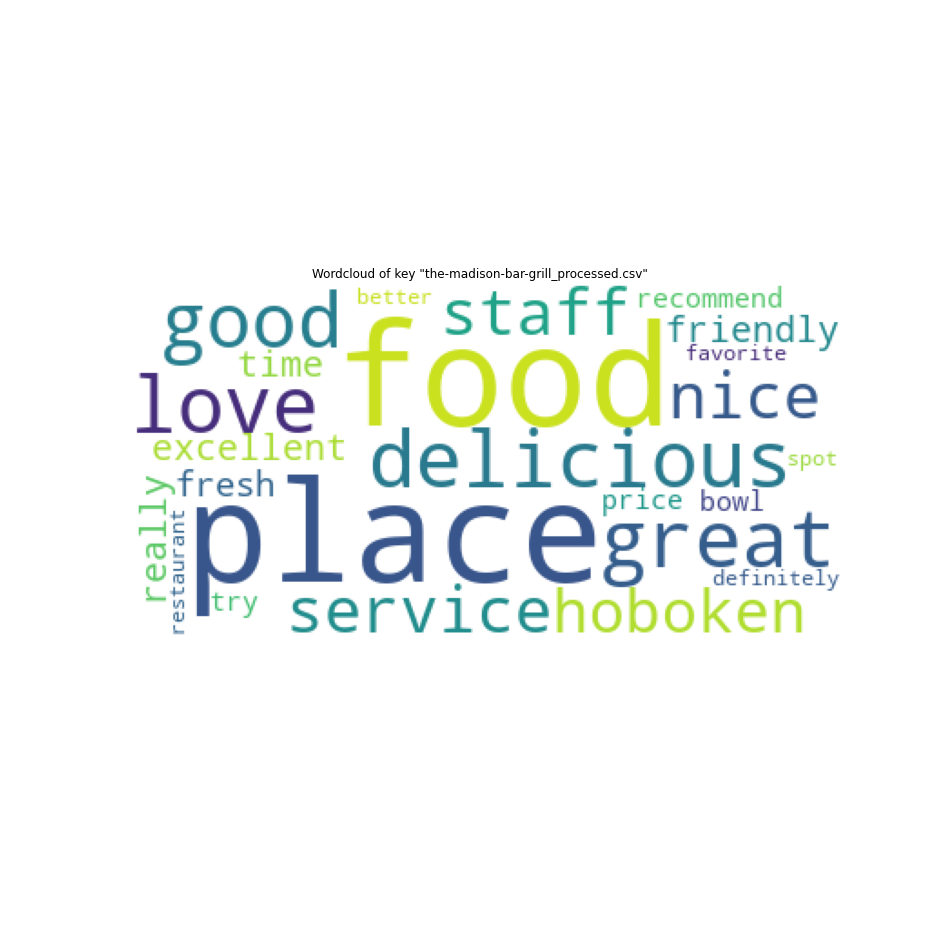 Wordcloud of key "the-madison-bar-grill_processed.csv"
better
staff
recommend
good
food
friendly
time
favorite
love
nice
excellent
delicious
spot
fresh
place
price
bowl
really
restaurant
great
definitely
try
service
hoboken